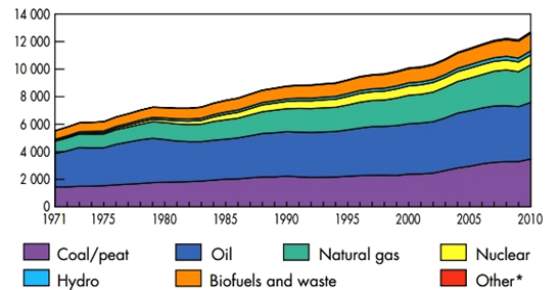 14 000
12 000
10 000
8 000
6 000
4 000
2 000
0
1971 1975 1980 1985 1990 1995 2000 2005 2010
Coal/peat Oil Natural gas Nuclear
Hydro Biofuels and waste Other*